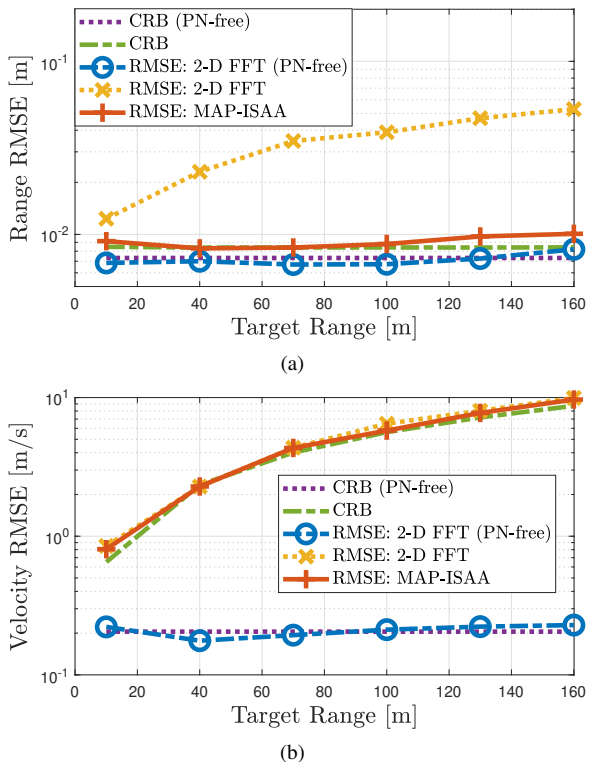 CRB (PN-free)
CRB
RMSE: 2-D FFT (PN-free)
RMSE: 2-D FFT
RMSE: MAP-ISAA
10^-1
10^-2
Range RMSE [m]
0 20 40 60 80 100 120 140 160
Target Range [m]
(a)
10^1
10^0
10^-1
Velocity RMSE [m/s]
CRB (PN-free)
CRB
RMSE: 2-D FFT (PN-free)
RMSE: 2-D FFT
RMSE: MAP-ISAA
0 20 40 60 80 100 120 140 160
Target Range [m]
(b)